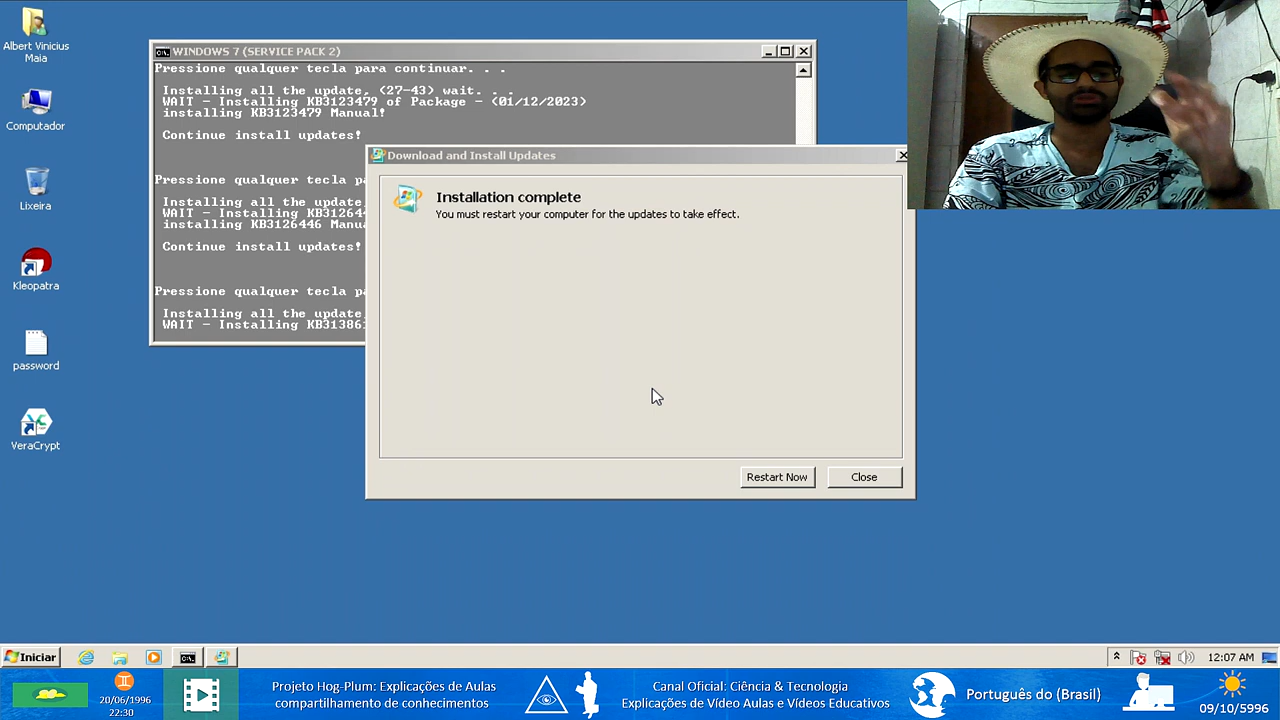 Albert Vinicius
Maia
Computador
Lixeira
Kleopatra
password
VeraCrypt
WINDOWS 7 (SERVICE PACK 2)
Pressione qualquer tecla para continuar. . .
Installing all the update, (27-43) wait. . .
WAIT - Installing KB3123479 of Package - (01/12/2023)
installing KB3123479 Manual!
Continue install updates!
Pressione qualquer tecla
Installing all the update
WAIT - Installing
installing KB3126446
Continue install updates!
Pressione qualquer tecla
Installing all the update
WAIT - Installing
Download and Install Updates
Installation complete
You must restart your computer for the updates to take effect.
Restart Now
Close
Iniciar
12:07 AM
20/06/1996
22:30
Projeto Hog-Plum: Explicações de Aulas
compartilhamento de conhecimentos
Canal Oficial: Ciência & Tecnologia
Explicações de Vídeo Aulas e Vídeos Educativos
Português do (Brasil)
09/10/5996